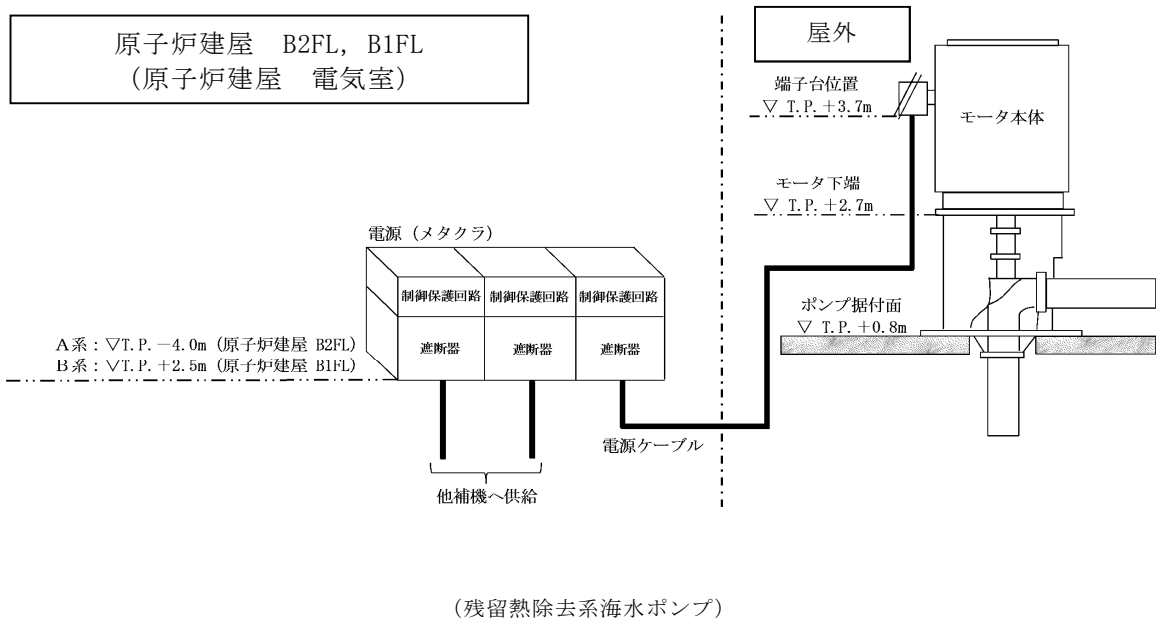 原子炉建屋　B2FL, B1FL
(原子炉建屋　電気室)
屋外
端子台位置
▽ T.P.+3.7m
モータ本体
モータ下端
▽ T.P.+2.7m
電源(メタクラ)
制御保護回路 制御保護回路 制御保護回路
ポンプ据付面
▽ T.P.+0.8m
遮断器 遮断器 遮断器
A系:▽T.P.-4.0m (原子炉建屋 B2FL)
B系:▽T.P.+2.5m (原子炉建屋 B1FL)
電源ケーブル
他補機へ供給
(残留熱除去系海水ポンプ)